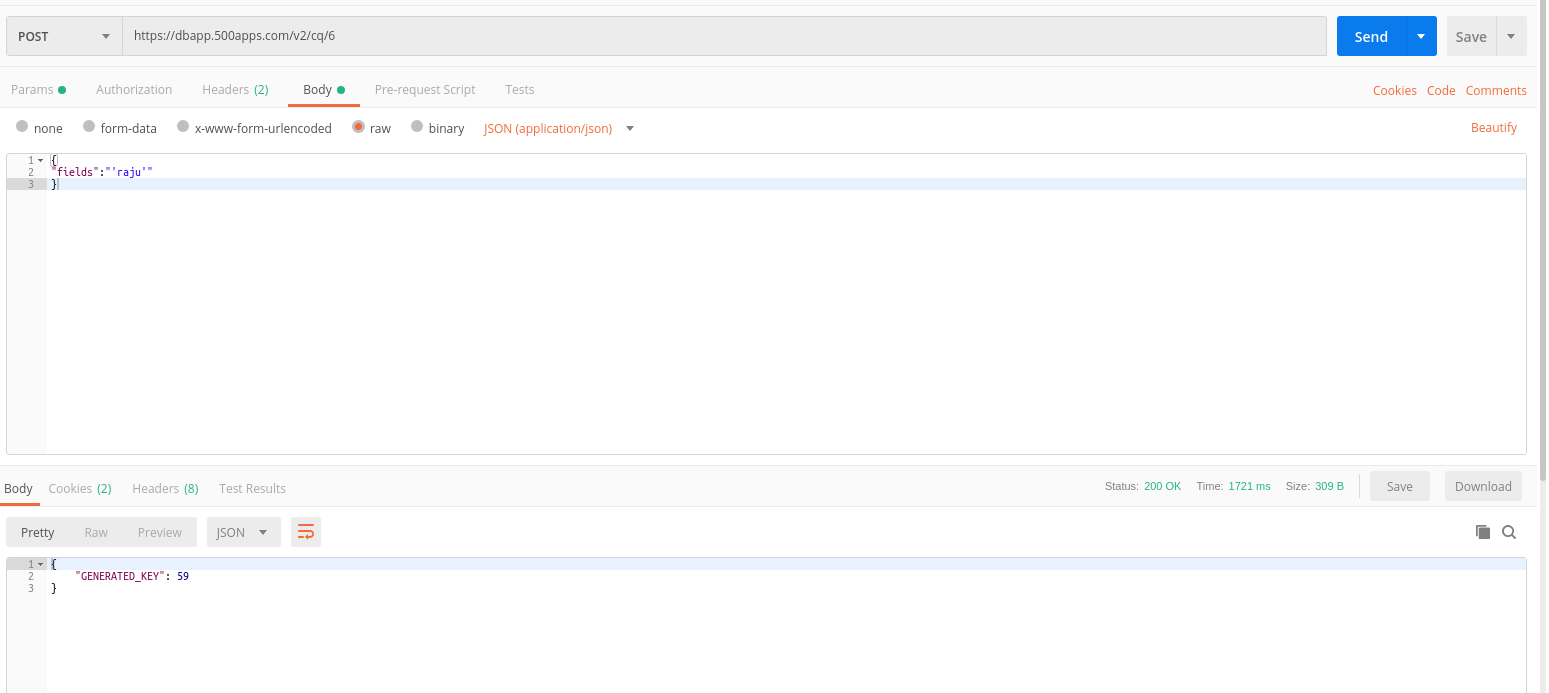 POST https://dbapp.500apps.com/v2/cq/6 Send Save
Params Authorization Headers (2) Body Pre-request Script Tests Cookies Code Comments
none form-data x-www-form-urlencoded raw binary JSON (application/json) Beautify
1 {
2 "fields":"'raju'"
3 }
Body Cookies (2) Headers (8) Test Results Status: 200 OK Time: 1721 ms Size: 309 B Save Download
Pretty Raw Preview JSON
1 {
2 "GENERATED_KEY": 59
3 }